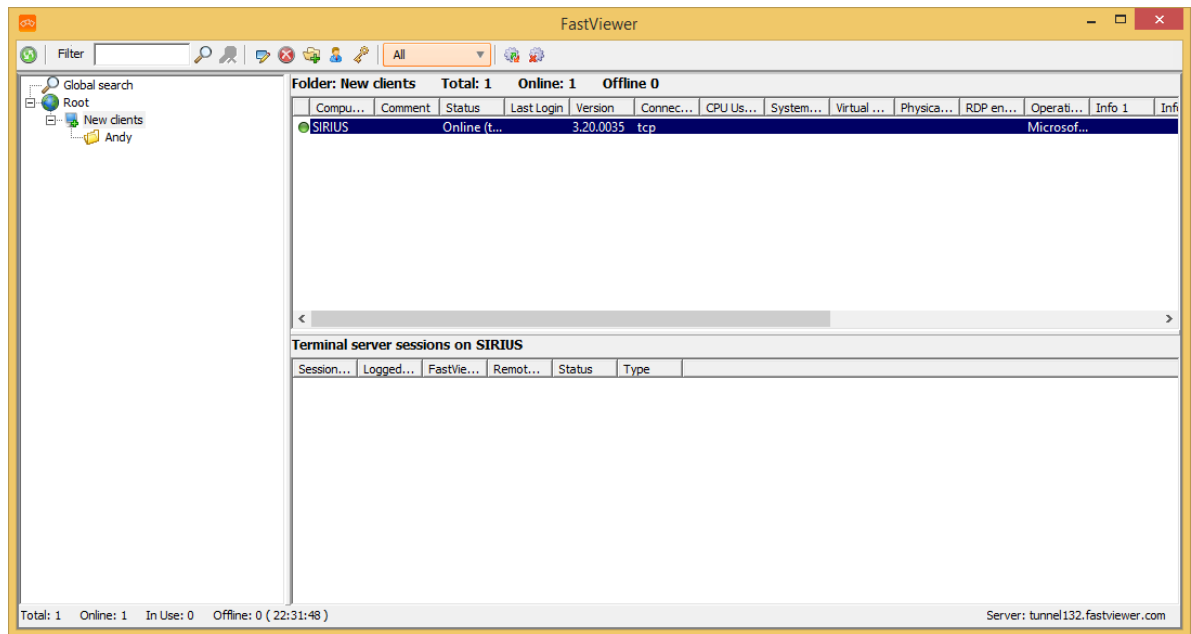 FastViewer
Filter All
Global search
Root
New clients
Andy
Folder: New clients Total: 1 Online: 1 Offline 0
Compu... Comment Status Last Login Version Connec... CPU Us... System... Virtual ... Physica... RDP en... Operati... Info 1 Inf
SIRIUS Online (t... 3.20.0035 tcp Microsof...
Terminal server sessions on SIRIUS
Session... Logged... FastVie... Remot... Status Type
Total: 1 Online: 1 In Use: 0 Offline: 0 ( 22:31:48 ) Server: tunnel132.fastviewer.com